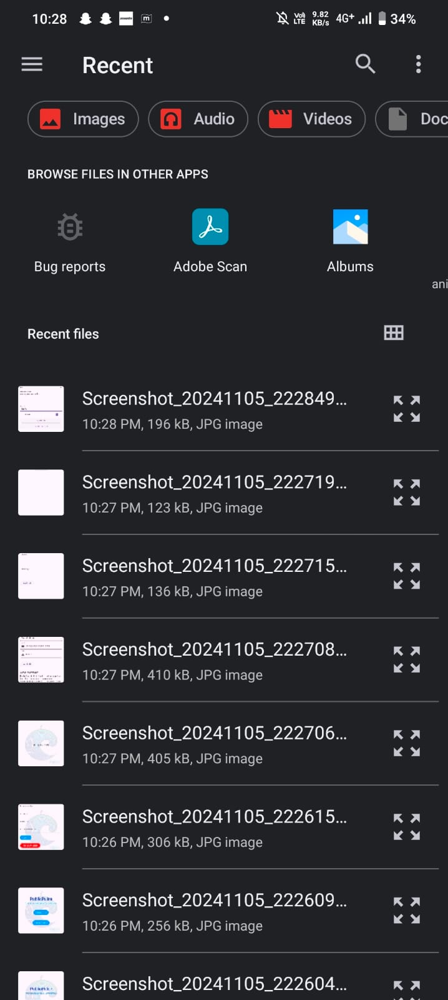 10:28 m Vo) LTE 9.82 KB/s 4G+ 34%
Recent
Images Audio Videos Doc
BROWSE FILES IN OTHER APPS
Bug reports Adobe Scan Albums
ani
Recent files
Screenshot_20241105_222849...
10:28 PM, 196 kB, JPG image
Screenshot_20241105_222719...
10:27 PM, 123 kB, JPG image
Screenshot_20241105_222715...
10:27 PM, 136 kB, JPG image
Screenshot_20241105_222708...
10:27 PM, 410 kB, JPG image
Screenshot_20241105_222706...
10:27 PM, 405 kB, JPG image
Screenshot_20241105_222615...
10:26 PM, 306 kB, JPG image
Screenshot_20241105_222609...
10:26 PM, 256 kB, JPG image
Screenshot_20241105_222604...